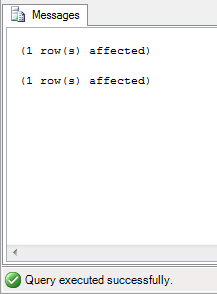 Messages
(1 row(s) affected)
(1 row(s) affected)
Query executed successfully.